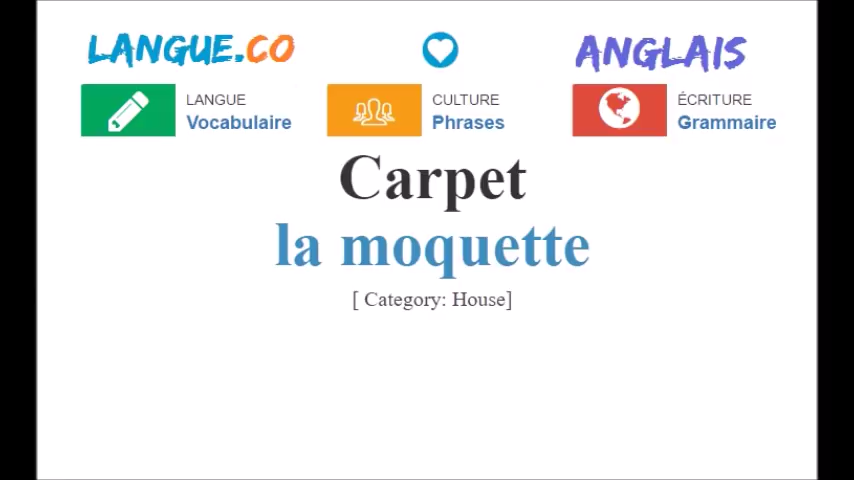 LANGUE.CO
ANGLAIS
LANGUE
Vocabulaire
CULTURE
Phrases
ÉCRITURE
Grammaire
Carpet
la moquette
[ Category: House]